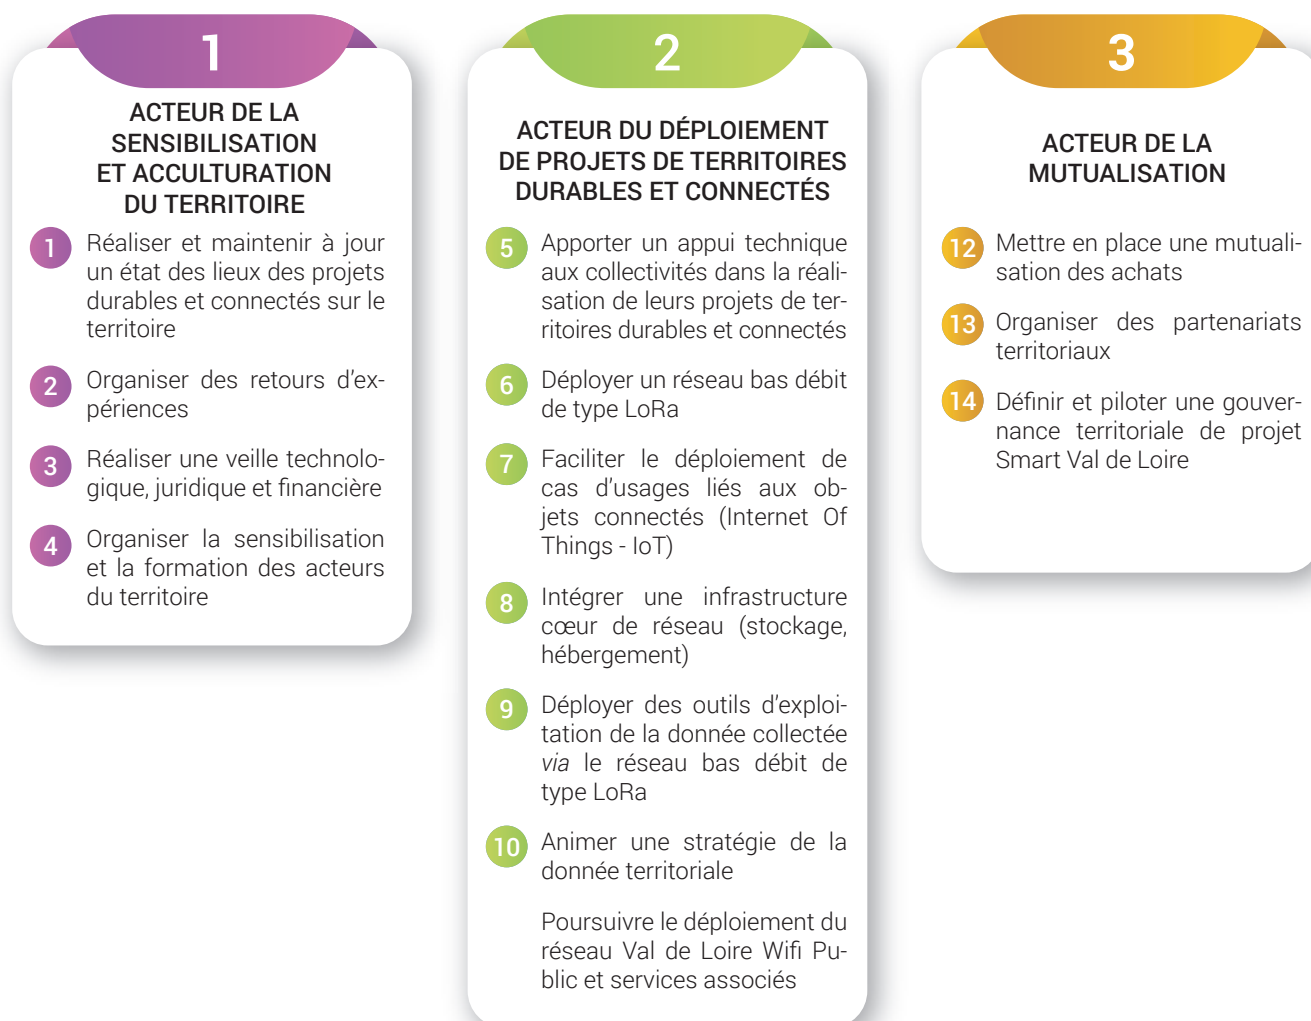 1
ACTEUR DE LA
SENSIBILISATION
ET ACCULTURATION
DU TERRITOIRE
1 Réaliser et maintenir à jour
un état des lieux des projets
durables et connectés sur le
territoire
2 Organiser des retours d'ex-
périences
3 Réaliser une veille technolo-
gique, juridique et financière
4 Organiser la sensibilisation
et la formation des acteurs
du territoire
2
ACTEUR DU DÉPLOIEMENT
DE PROJETS DE TERRITOIRES
DURABLES ET CONNECTÉS
5 Apporter un appui technique
aux collectivités dans la réali-
sation de leurs projets de ter-
ritoires durables et connectés
6 Déployer un réseau bas débit
de type LoRa
7 Faciliter le déploiement de
cas d'usages liés aux ob-
jets connectés (Internet Of
Things - IoT)
8 Intégrer une infrastructure
cœur de réseau (stockage,
hébergement)
9 Déployer des outils d'exploi-
tation de la donnée collectée
via le réseau bas débit de
type LoRa
10 Animer une stratégie de la
donnée territoriale
Poursuivre le déploiement du
réseau Val de Loire Wifi Pu-
blic et services associés
3
ACTEUR DE LA
MUTUALISATION
12 Mettre en place une mutuali-
sation des achats
13 Organiser des partenariats
territoriaux
14 Définir et piloter une gouver-
nance territoriale de projet
Smart Val de Loire